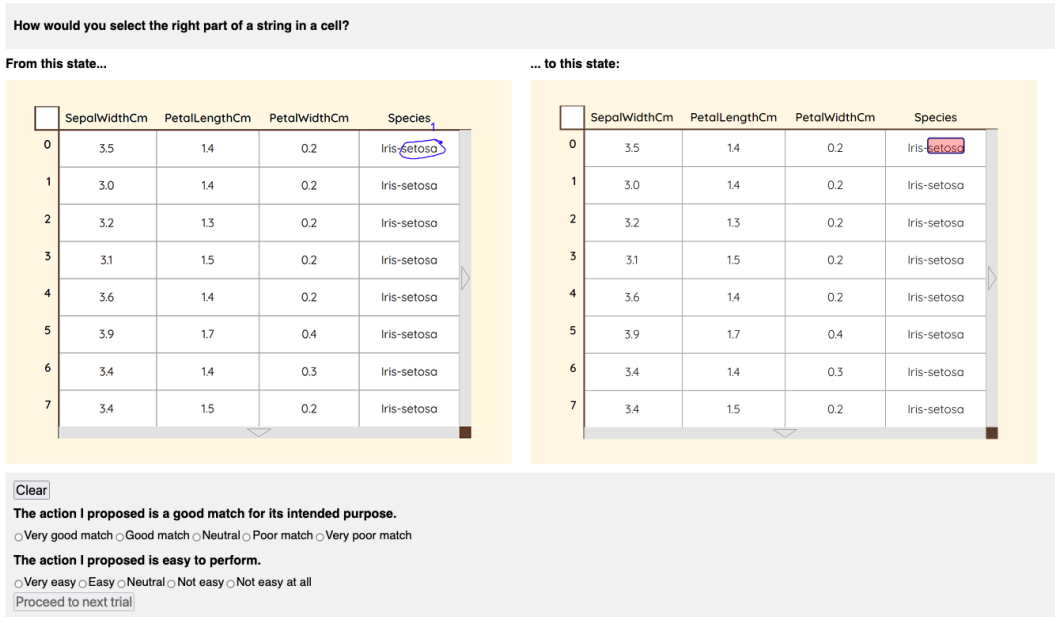 How would you select the right part of a string in a cell?
From this state... ... to this state:
SepalWidthCm PetalLengthCm PetalWidthCm Species 1 SepalWidthCm PetalLengthCm PetalWidthCm Species
0 3.5 1.4 0.2 Iris-setosa 0 3.5 1.4 0.2 Iris-setosa
1 3.0 1.4 0.2 Iris-setosa 1 3.0 1.4 0.2 Iris-setosa
2 3.2 1.3 0.2 Iris-setosa 2 3.2 1.3 0.2 Iris-setosa
3 3.1 1.5 0.2 Iris-setosa 3 3.1 1.5 0.2 Iris-setosa
4 3.6 1.4 0.2 Iris-setosa 4 3.6 1.4 0.2 Iris-setosa
5 3.9 1.7 0.4 Iris-setosa 5 3.9 1.7 0.4 Iris-setosa
6 3.4 1.4 0.3 Iris-setosa 6 3.4 1.4 0.3 Iris-setosa
7 3.4 1.5 0.2 Iris-setosa 7 3.4 1.5 0.2 Iris-setosa
Clear
The action I proposed is a good match for its intended purpose.
Very good match Good match Neutral Poor match Very poor match
The action I proposed is easy to perform.
Very easy Easy Neutral Not easy Not easy at all
Proceed to next trial